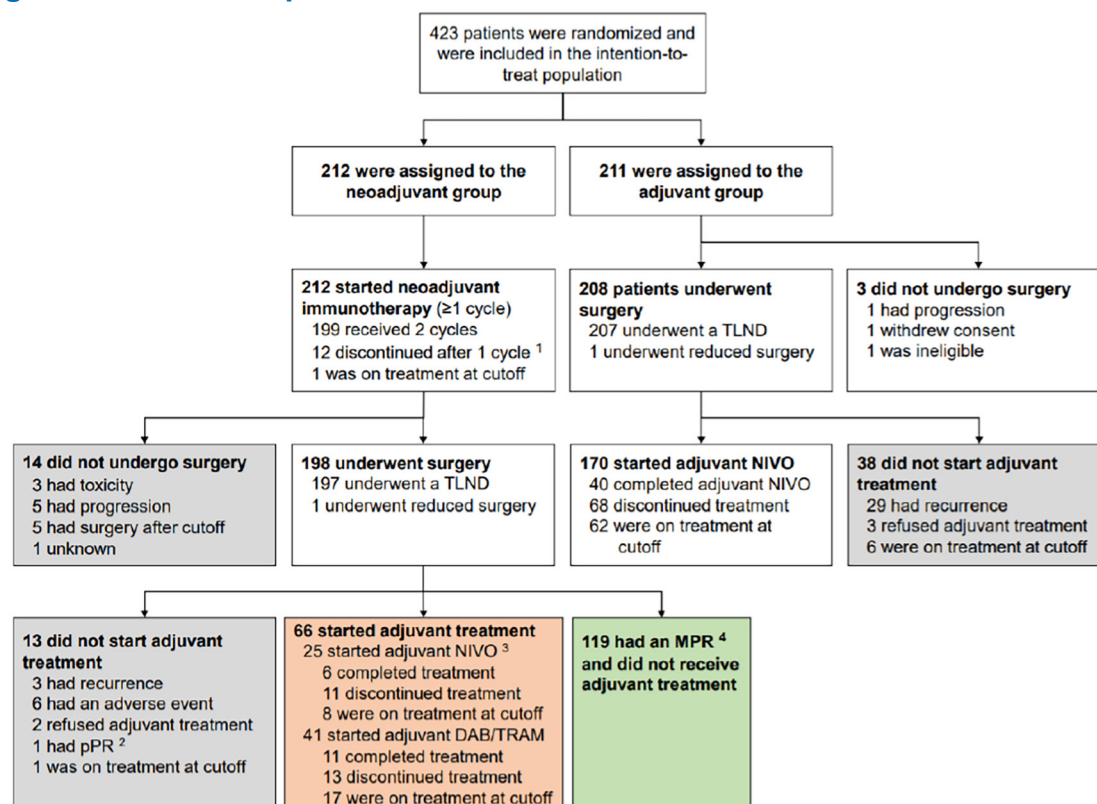 423 patients were randomized and
were included in the intention-to-
treat population
212 were assigned to the
neoadjuvant group
211 were assigned to the
adjuvant group
212 started neoadjuvant
immunotherapy (≥1 cycle)
199 received 2 cycles
12 discontinued after 1 cycle 1
1 was on treatment at cutoff
208 patients underwent
surgery
207 underwent a TLND
1 underwent reduced surgery
3 did not undergo surgery
1 had progression
1 withdrew consent
1 was ineligible
14 did not undergo surgery
3 had toxicity
5 had progression
5 had surgery after cutoff
1 unknown
198 underwent surgery
197 underwent a TLND
1 underwent reduced surgery
170 started adjuvant NIVO
40 completed adjuvant NIVO
68 discontinued treatment
62 were on treatment at
cutoff
38 did not start adjuvant
treatment
29 had recurrence
3 refused adjuvant treatment
6 were on treatment at cutoff
13 did not start adjuvant
treatment
3 had recurrence
6 had an adverse event
2 refused adjuvant treatment
1 had pPR 2
1 was on treatment at cutoff
66 started adjuvant treatment
25 started adjuvant NIVO 3
6 completed treatment
11 discontinued treatment
8 were on treatment at cutoff
41 started adjuvant DAB/TRAM
11 completed treatment
13 discontinued treatment
17 were on treatment at cutoff
119 had an MPR 4
and did not receive
adjuvant treatment